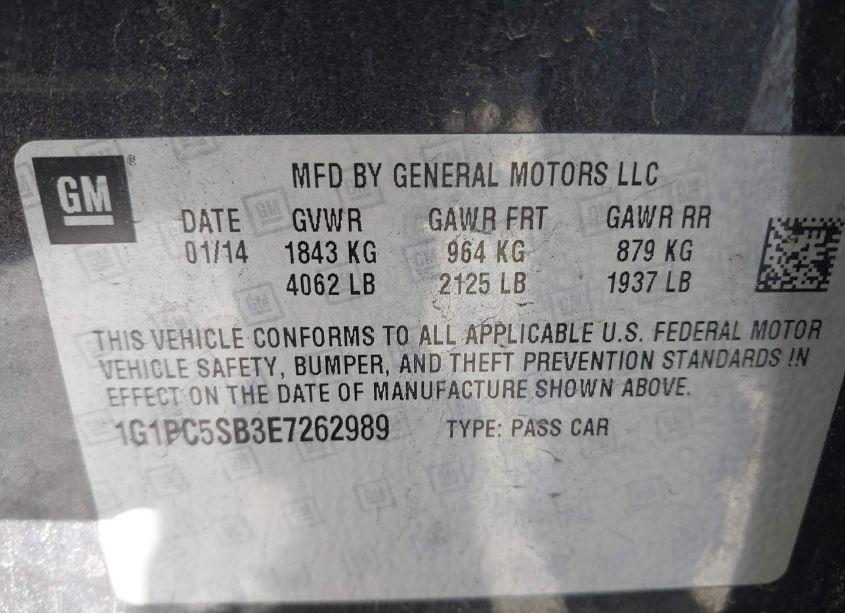 GM ®
MFD BY GENERAL MOTORS LLC
DATE GVWR GAWR FRT GAWR RR
01/14 1843 KG 964 KG 879 KG
4062 LB 2125 LB 1937 LB
THIS VEHICLE CONFORMS TO ALL APPLICABLE U.S. FEDERAL MOTOR
VEHICLE SAFETY, BUMPER, AND THEFT PREVENTION STANDARDS IN
EFFECT ON THE DATE OF MANUFACTURE SHOWN ABOVE.
1G1PC5SB3E7262989 TYPE: PASS CAR